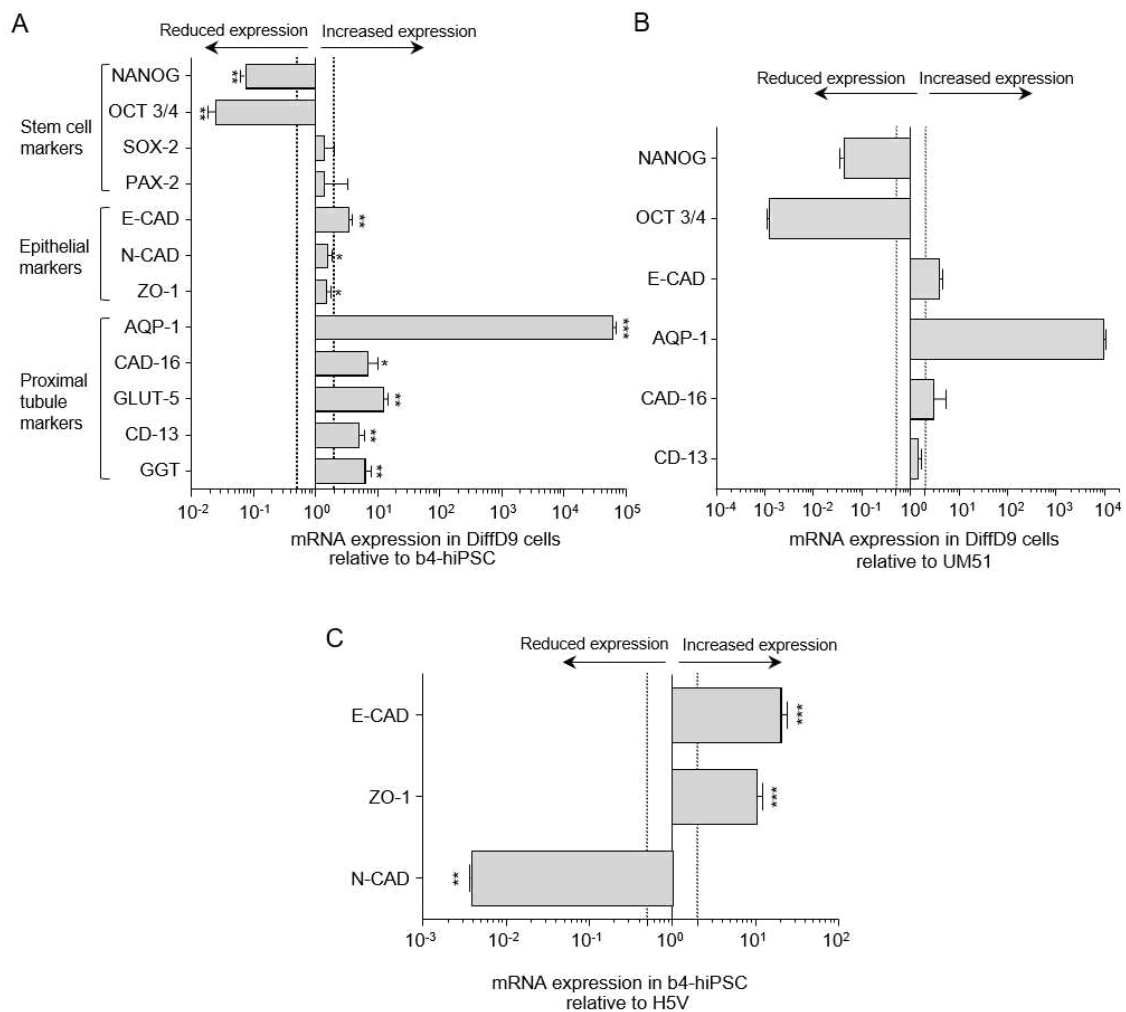 A
Reduced expression Increased expression
Stem cell
markers
NANOG **
OCT 3/4 **
SOX-2
PAX-2
Epithelial
markers
E-CAD **
N-CAD *
ZO-1 *
Proximal
tubule
markers
AQP-1 ***
CAD-16 *
GLUT-5 **
CD-13 **
GGT **
10-2 10-1 100 101 102 103 104 105
mRNA expression in DiffD9 cells
relative to b4-hiPSC
B
Reduced expression Increased expression
NANOG
OCT 3/4
E-CAD
AQP-1
CAD-16
CD-13
10-4 10-3 10-2 10-1 100 101 102 103 104
mRNA expression in DiffD9 cells
relative to UM51
C
Reduced expression Increased expression
E-CAD ***
ZO-1 ***
N-CAD **
10-3 10-2 10-1 100 101 102
mRNA expression in b4-hiPSC
relative to H5V